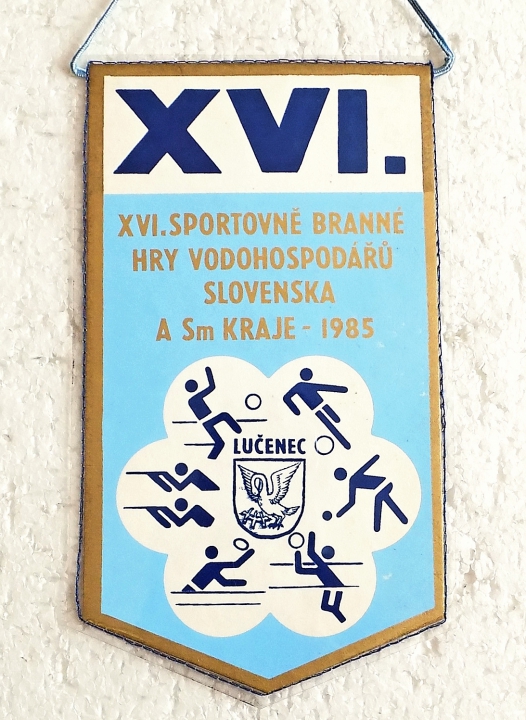 XVI.
XVI. SPORTOVNĚ BRANNÉ
HRY VODOHOSPODÁŘŮ
SLOVENSKA
A Sm KRAJE - 1985
LUČENEC